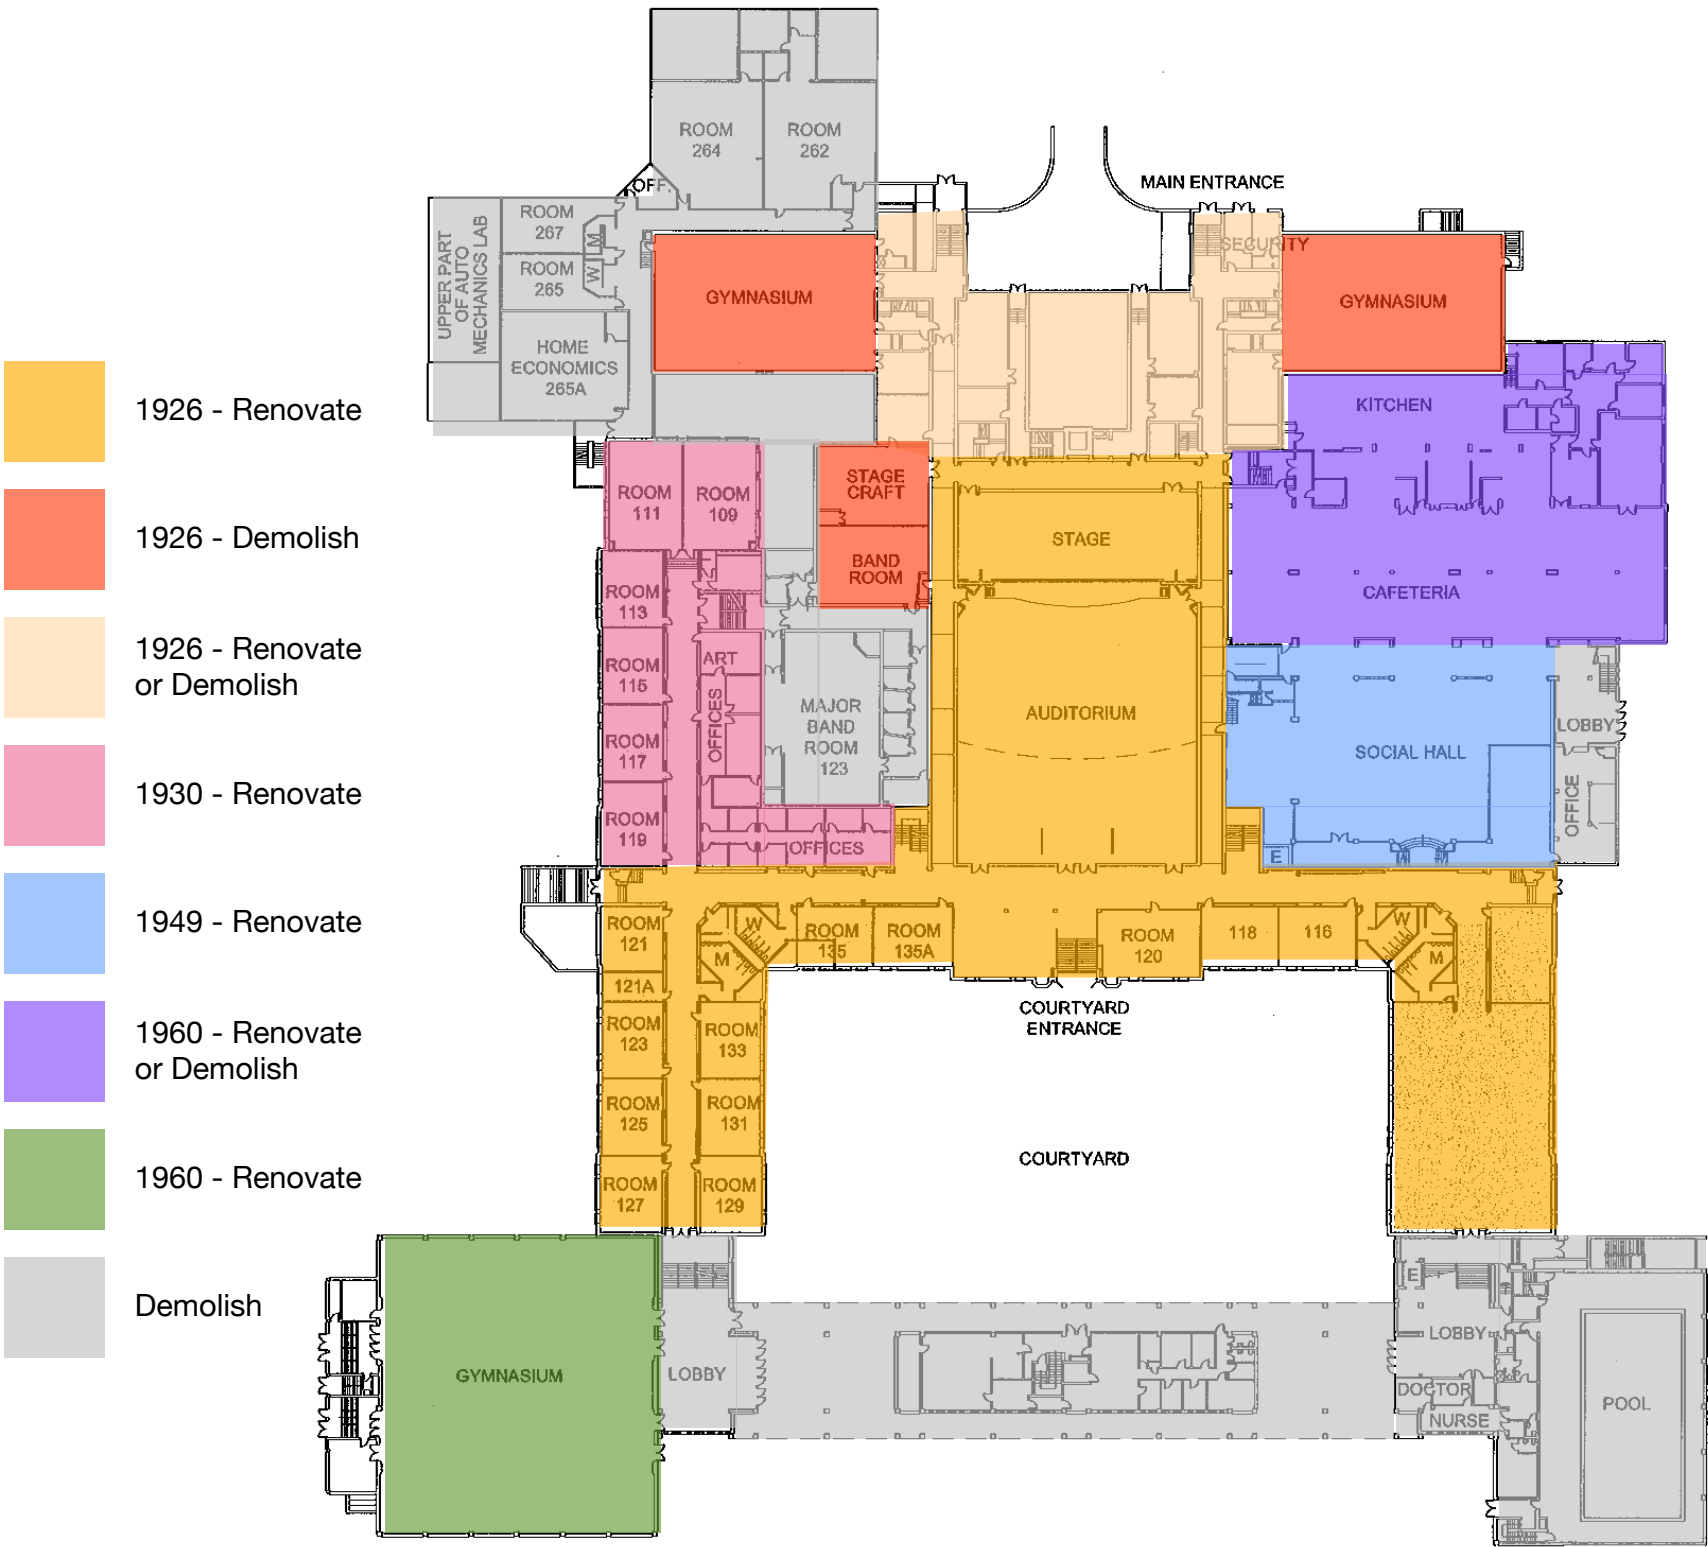 ROOM
264
ROOM
262
OFF.
MAIN ENTRANCE
UPPER PART
OF AUTO
MECHANICS LAB
ROOM
267
M
ROOM
265
W
HOME
ECONOMICS
265A
GYMNASIUM
SECURITY
GYMNASIUM
KITCHEN
1926 - Renovate
1926 - Demolish
1926 - Renovate
or Demolish
1930 - Renovate
1949 - Renovate
1960 - Renovate
or Demolish
1960 - Renovate
Demolish
ROOM
111
ROOM
109
STAGE
CRAFT
BAND
ROOM
STAGE
CAFETERIA
ROOM
113
ROOM
115
ART
OFFICES
ROOM
117
ROOM
119
OFFICES
MAJOR
BAND
ROOM
123
AUDITORIUM
SOCIAL HALL
LOBBY
OFFICE
E
ROOM
121
W
M
ROOM
135
ROOM
135A
ROOM
120
118
116
W
M
121A
ROOM
123
ROOM
133
COURTYARD
ENTRANCE
ROOM
125
ROOM
131
COURTYARD
ROOM
127
ROOM
129
GYMNASIUM
LOBBY
E
LOBBY
DOCTOR
NURSE
POOL